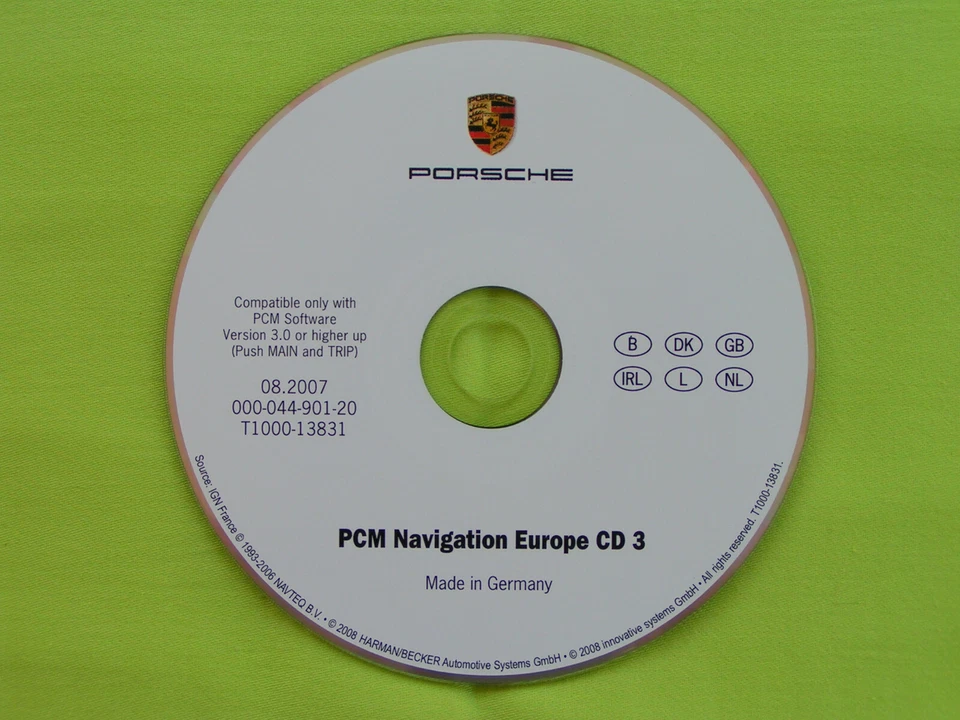 PORSCHE
PORSCHE
Compatible only with
PCM Software
Version 3.0 or higher up
(Push MAIN and TRIP)
08.2007
000-044-901-20
T1000-13831
B DK GB
IRL L NL
PCM Navigation Europe CD 3
Made in Germany
Source: IGN France © 1993-2006 NAVTEQ B.V. • © 2008 HARMAN/BECKER Automotive Systems GmbH • © 2008 innovative systems GmbH • All rights reserved. T1000-13831.